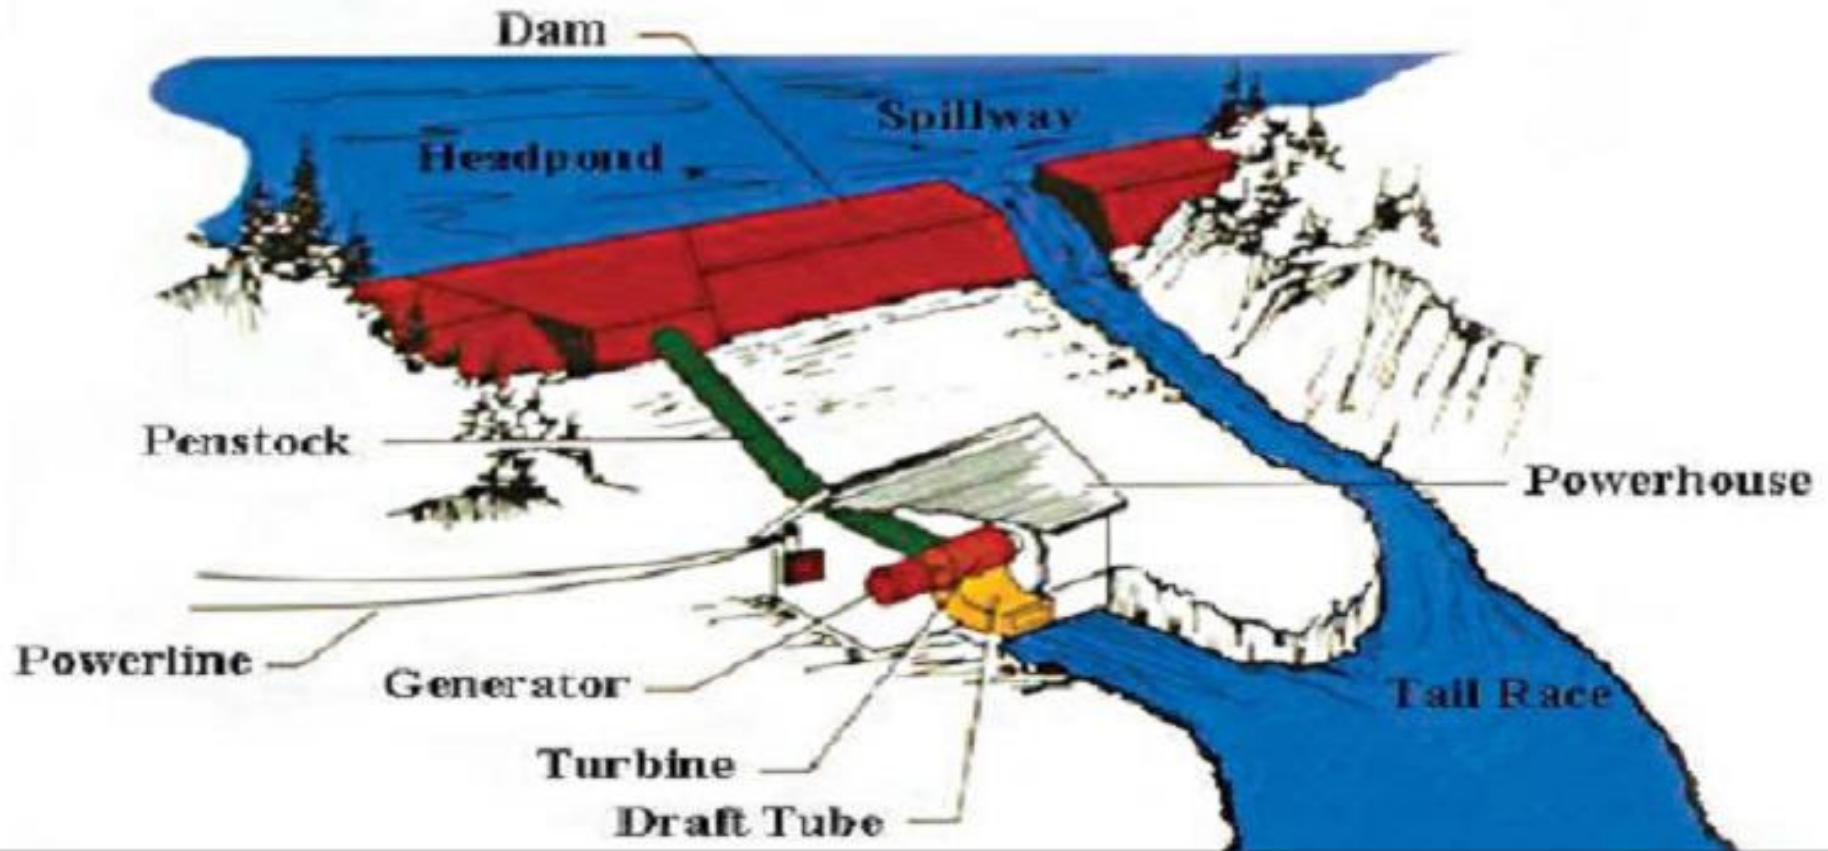 Dam
Spillway
Headpond
Penstock
Powerhouse
Powerline
Generator
Tail Race
Turbine
Draft Tube